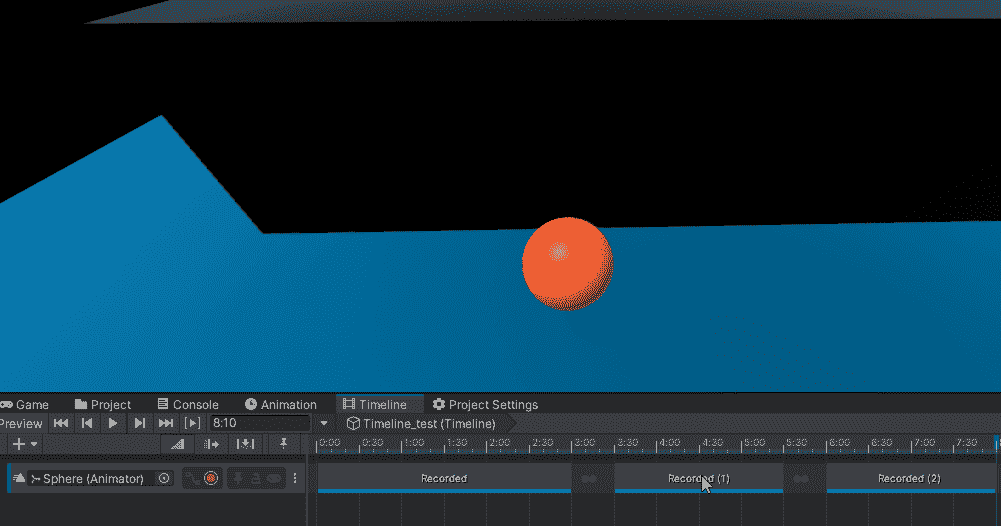 Game Project Console Animation Timeline Project Settings
Preview 8:10 Timeline_test (Timeline)
0:00 0:30 1:00 1:30 2:00 2:30 3:00 3:30 4:00 4:30 5:00 5:30 6:00 6:30 7:00 7:30
Sphere (Animator) Recorded Recorded (1) Recorded (2)